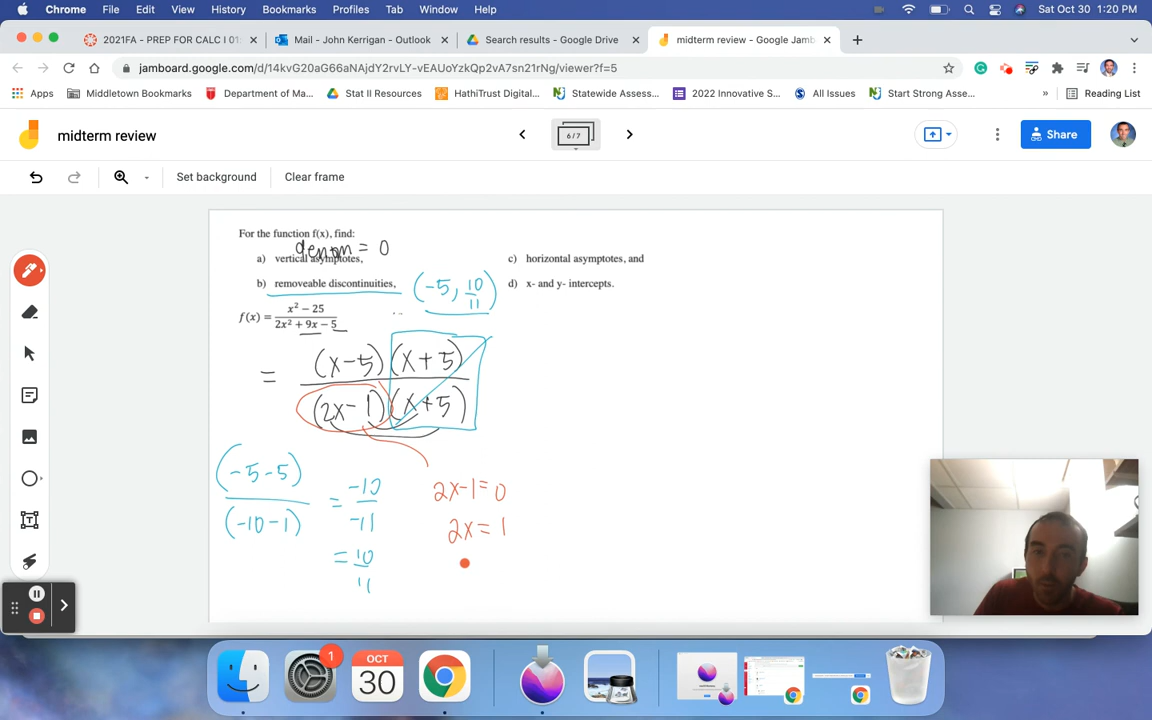 Chrome File Edit View History Bookmarks Profiles Tab Window Help Sat Oct 30 1:20 PM
2021FA - PREP FOR CALC I 01: Mail - John Kerrigan - Outlook Search results - Google Drive midterm review - Google Jamb
jamboard.google.com/d/14kvG20aG66aNAjdY2rvLY-vEAUoYzkQp2vA7sn21rNg/viewer?f=5
Apps Middletown Bookmarks Department of Ma... Stat II Resources HathiTrust Digital... Statewide Assess... 2022 Innovative S... All Issues Start Strong Asse... » Reading List
midterm review 6/7 Share
Set background Clear frame
For the function f(x), find:
denom = 0
a) vertical asymptotes, c) horizontal asymptotes, and
b) removeable discontinuities, (-5, 10/11) d) x- and y- intercepts.
f(x) = x² − 25 / 2x² + 9x − 5
= (x-5)(x+5) / (2x-1)(x+5)
(-5-5) / (-10-1) = -10 / -11
= 10 / 11
2x-1=0
2x=1
1
OCT
30